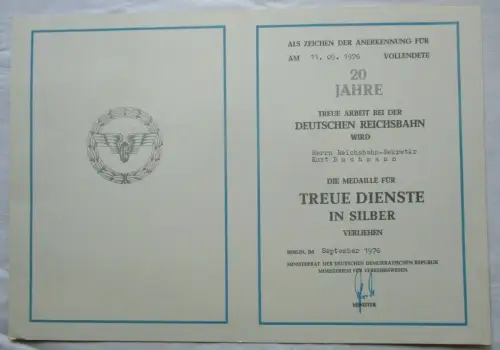 ALS ZEICHEN DER ANERKENNUNG FÜR
AM 11. 09. 1976 VOLLENDETE
20
JAHRE
TREUE ARBEIT BEI DER
DEUTSCHEN REICHSBAHN
WIRD
Herrn Reichsbahn-Sekretär
Kurt Buchmann
DIE MEDAILLE FÜR
TREUE DIENSTE
IN SILBER
VERLIEHEN
BERLIN, IM September 1976
MINISTERRAT DER DEUTSCHEN DEMOKRATISCHEN REPUBLIK
MINISTERIUM FÜR VERKEHRSWESEN
MINISTER